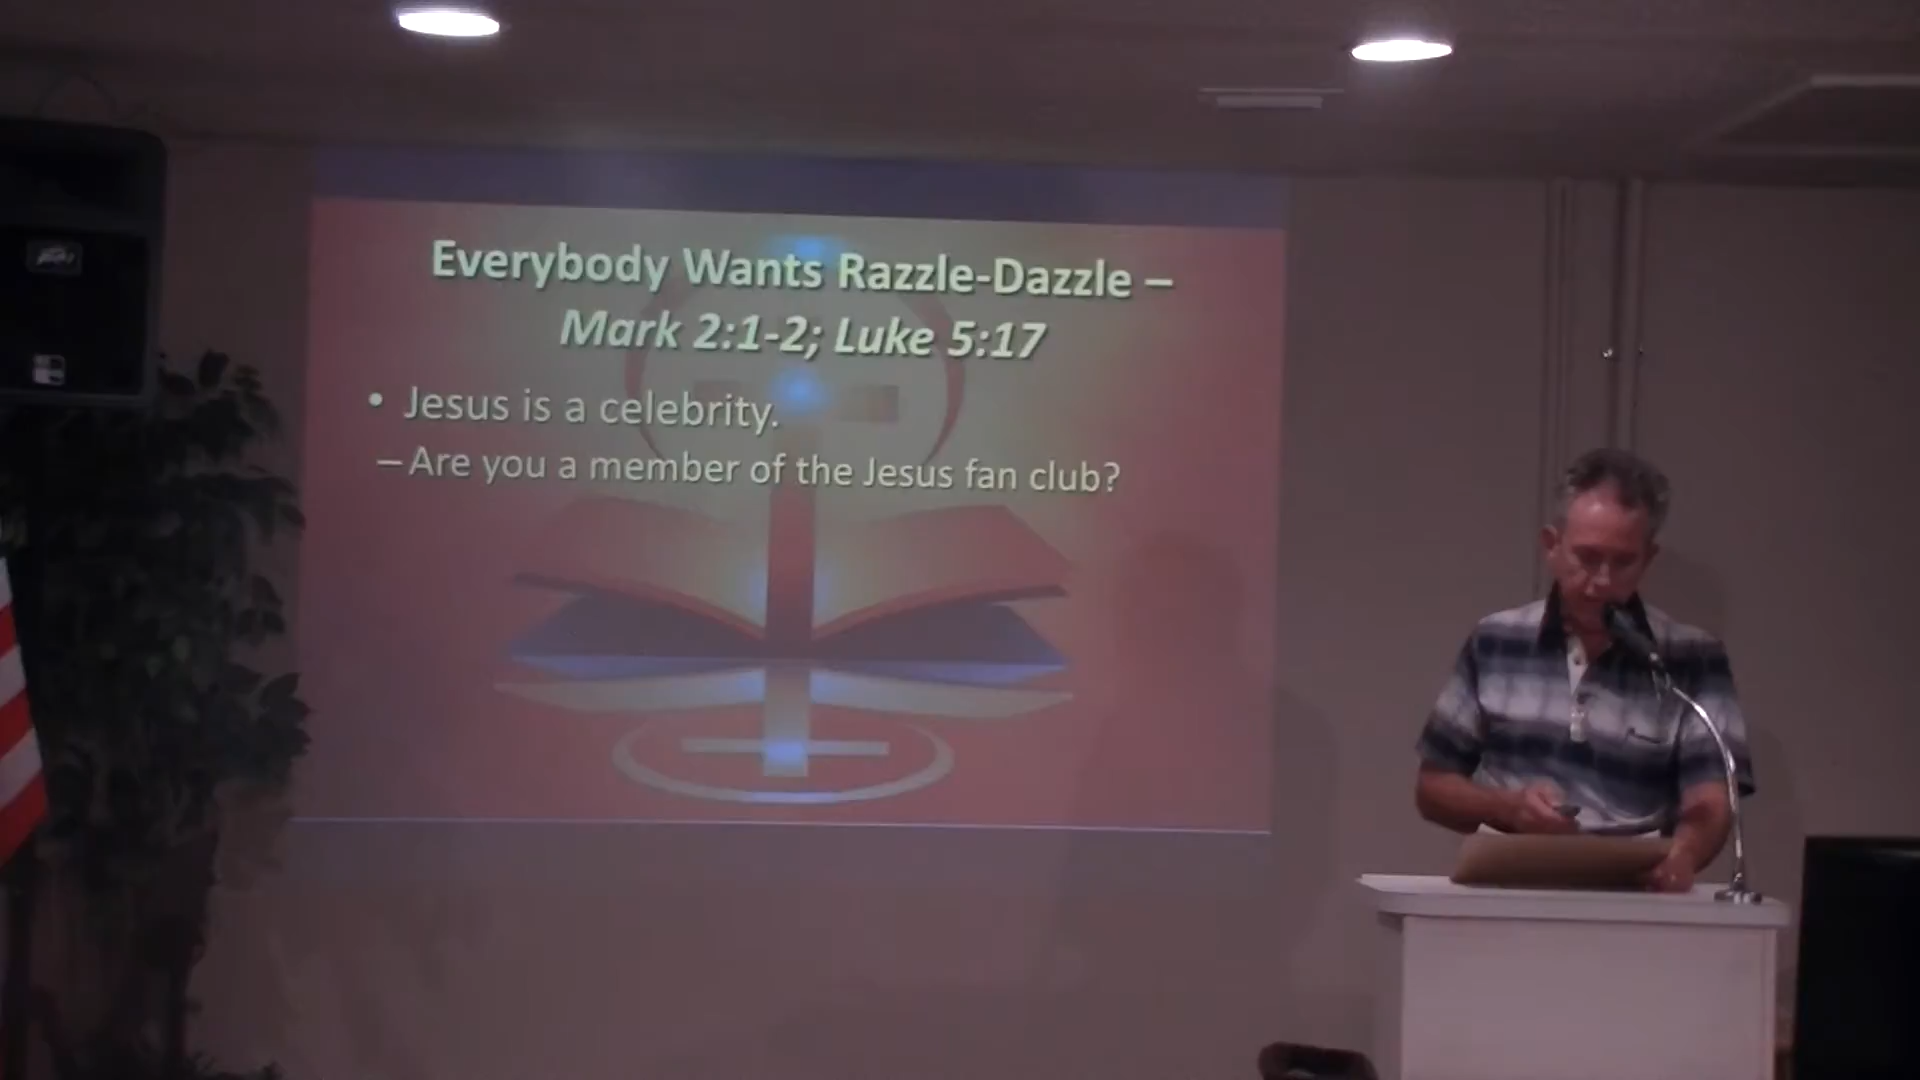 Everybody Wants Razzle-Dazzle –
Mark 2:1-2; Luke 5:17
• Jesus is a celebrity.
– Are you a member of the Jesus fan club?